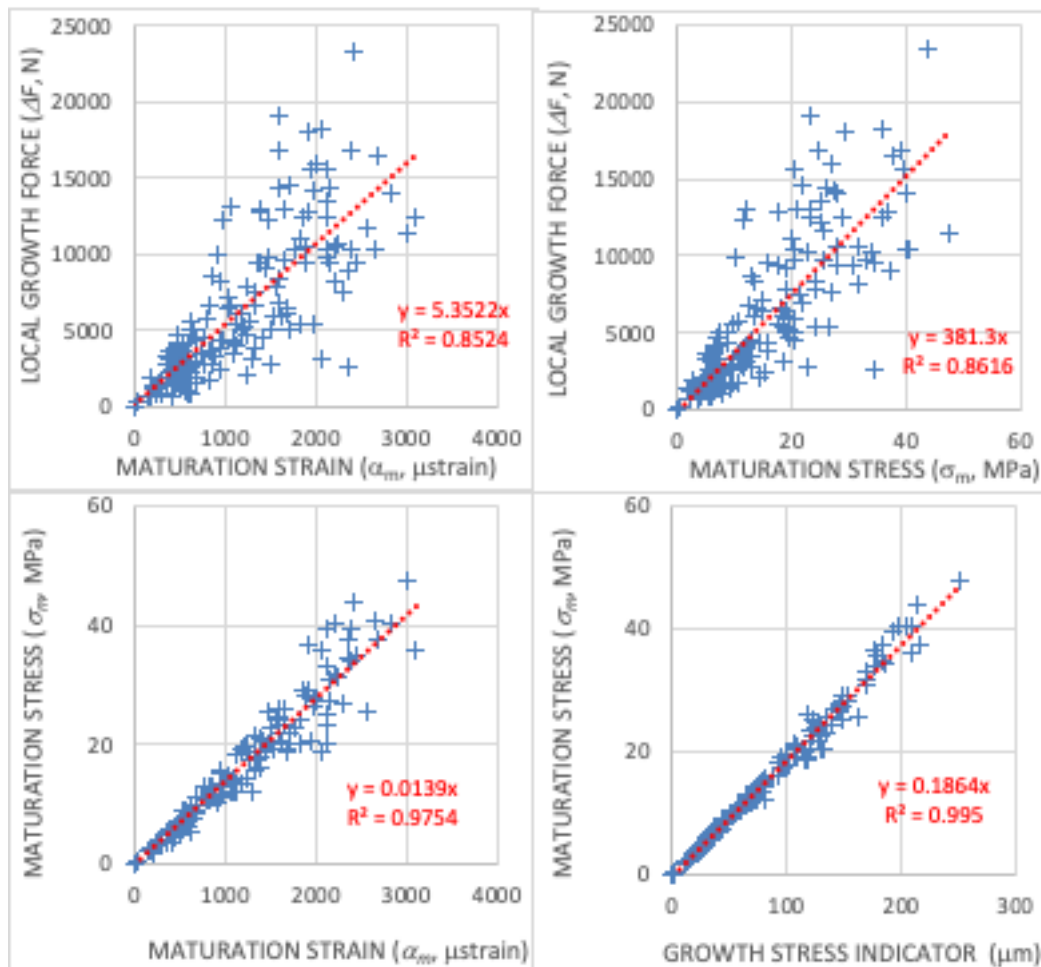 LOCAL GROWTH FORCE (ΔF, N)
25000
20000
15000
10000
5000
0
0 1000 2000 3000 4000
MATURATION STRAIN (αm, μstrain)
y = 5.3522x
R² = 0.8524
LOCAL GROWTH FORCE (ΔF, N)
25000
20000
15000
10000
5000
0
0 20 40 60
MATURATION STRESS (σm, MPa)
y = 381.3x
R² = 0.8616
MATURATION STRESS (σm, MPa)
60
40
20
0
0 1000 2000 3000 4000
MATURATION STRAIN (αm, μstrain)
y = 0.0139x
R² = 0.9754
MATURATION STRESS (σm, MPa)
60
40
20
0
0 100 200 300
GROWTH STRESS INDICATOR (μm)
y = 0.1864x
R² = 0.995